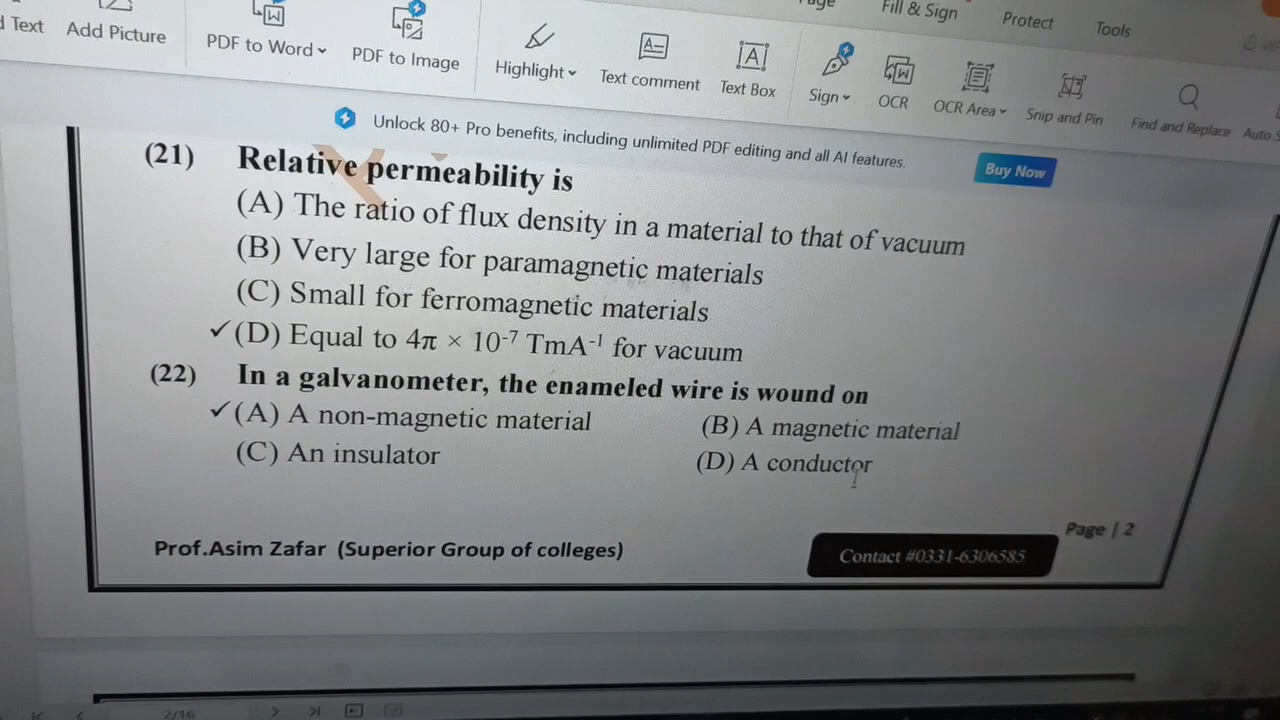 Fill & Sign
Protect
Tools
Text
Add Picture
PDF to Word
PDF to Image
Highlight
Text comment
Text Box
Sign
OCR
OCR Area
Snip and Pin
Find and Replace
Auto
Unlock 80+ Pro benefits, including unlimited PDF editing and all AI features.
Buy Now
(21) Relative permeability is
(A) The ratio of flux density in a material to that of vacuum
(B) Very large for paramagnetic materials
(C) Small for ferromagnetic materials
✓(D) Equal to 4π × 10⁻⁷ TmA⁻¹ for vacuum
(22) In a galvanometer, the enameled wire is wound on
✓(A) A non-magnetic material (B) A magnetic material
(C) An insulator (D) A conductor
Page | 2
Prof.Asim Zafar (Superior Group of colleges)
Contact #0331-6306585
2/16